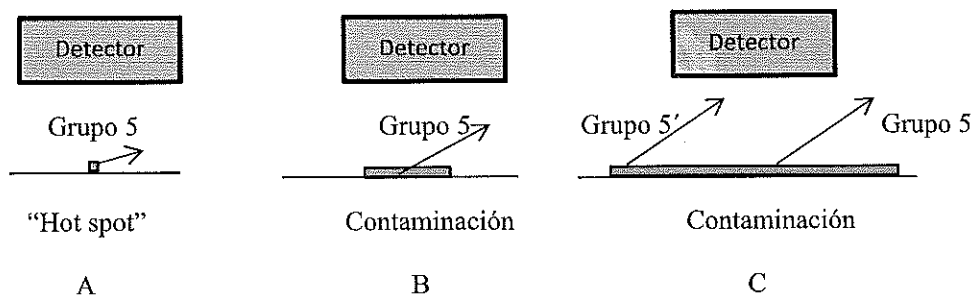 Detector
Detector
Detector
Grupo 5
Grupo 5
Grupo 5′
Grupo 5
“Hot spot”
Contaminación
Contaminación
A
B
C